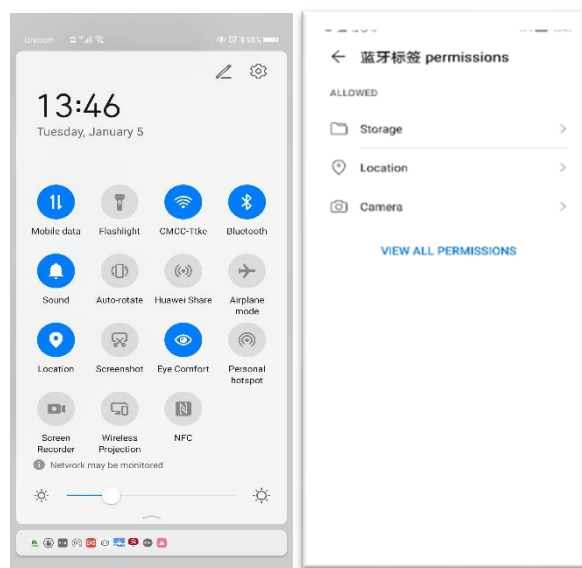 Unicom
98%
13:46
Tuesday, January 5
Mobile data
Flashlight
CMCC-Ttke
Bluetooth
Sound
Auto-rotate
Huawei Share
Airplane
mode
Location
Screenshot
Eye Comfort
Personal
hotspot
Screen
Recorder
Wireless
Projection
NFC
Network may be monitored
蓝牙标签 permissions
ALLOWED
Storage
Location
Camera
VIEW ALL PERMISSIONS